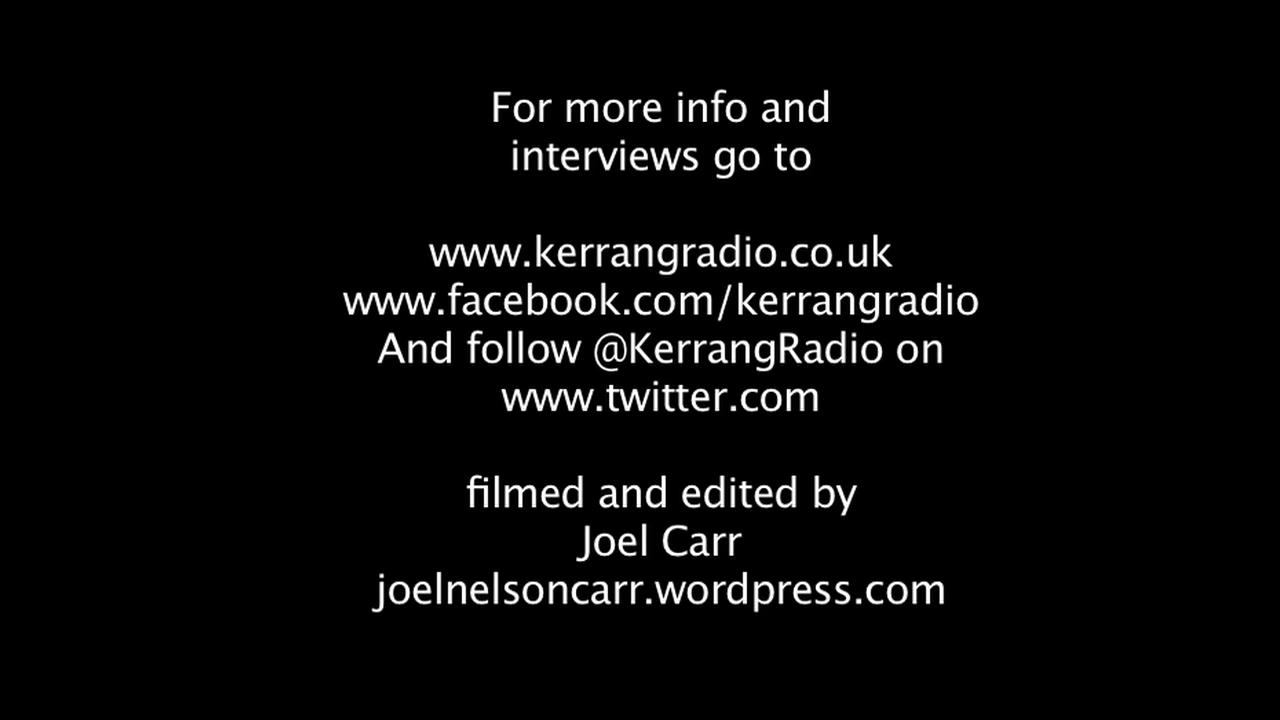 For more info and
interviews go to
www.kerrangradio.co.uk
www.facebook.com/kerrangradio
And follow @KerrangRadio on
www.twitter.com
filmed and edited by
Joel Carr
joelnelsoncarr.wordpress.com